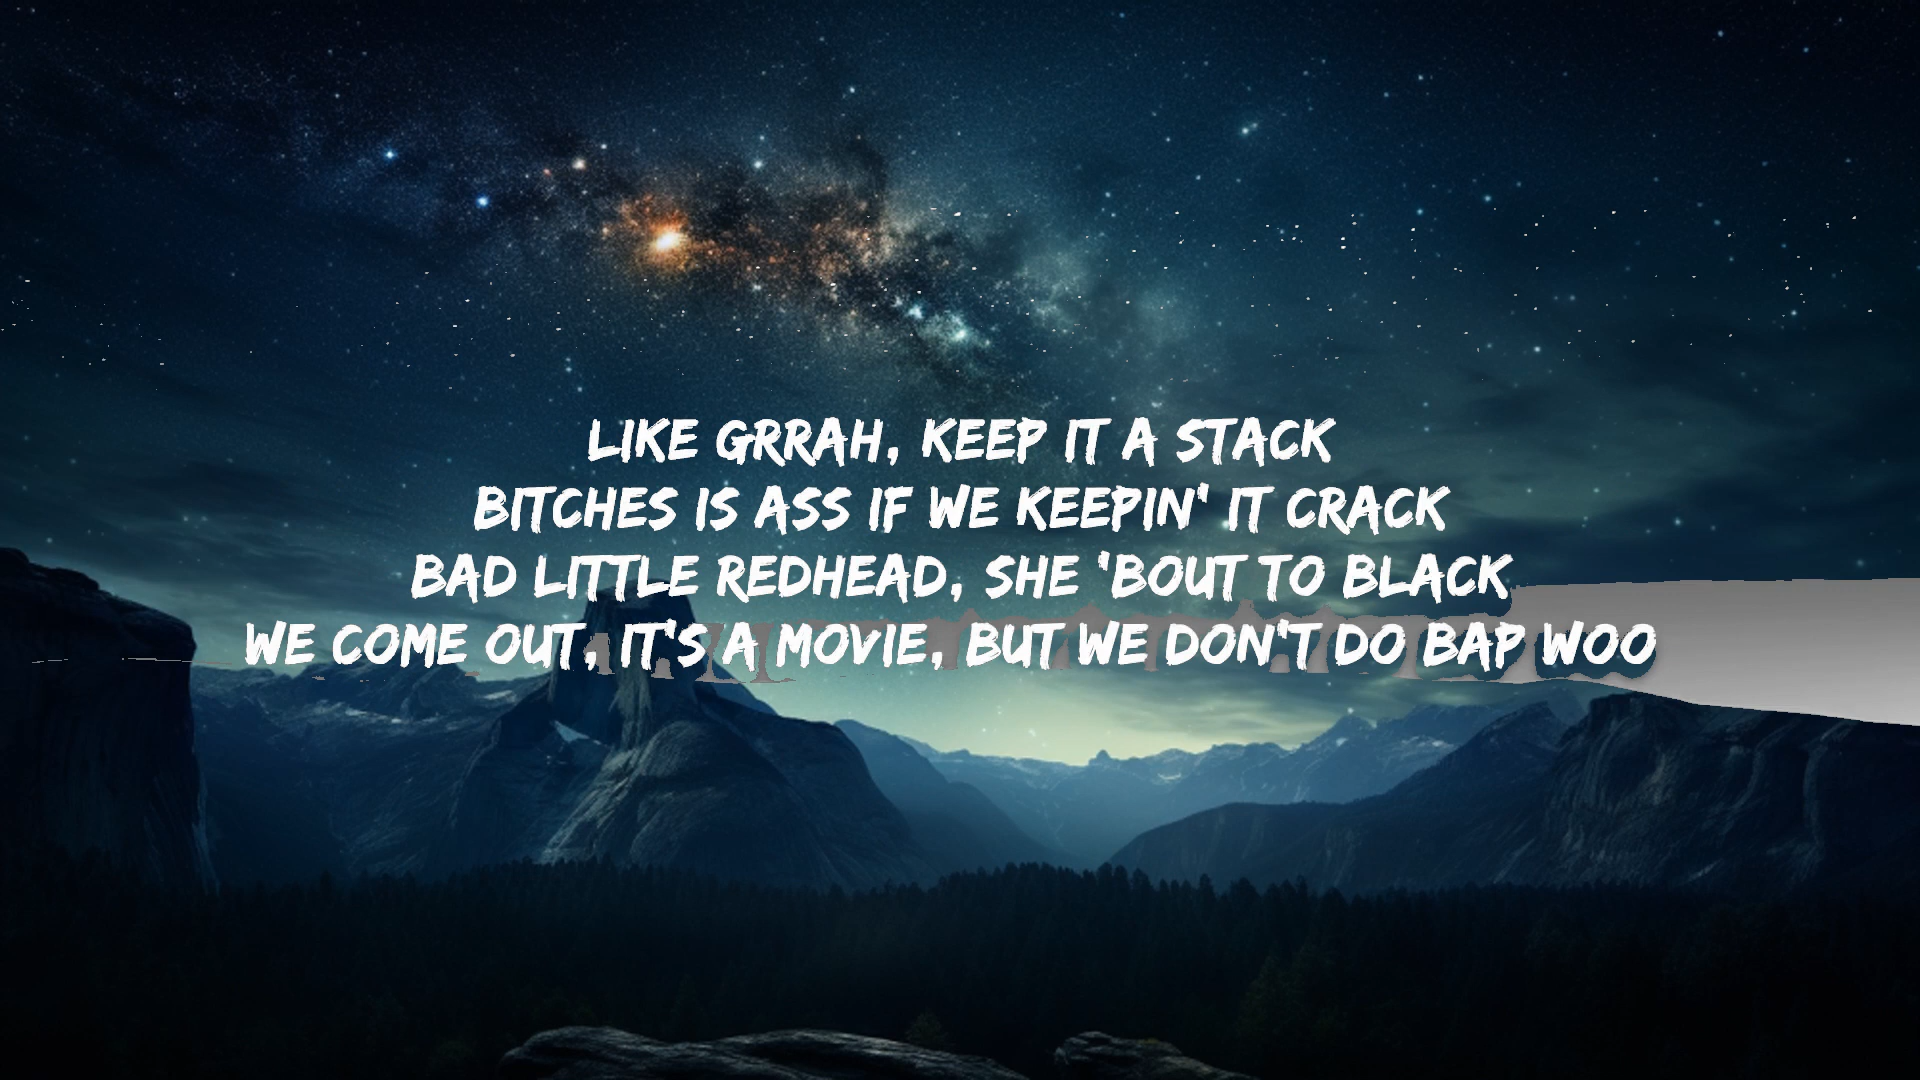 LIKE GRRAH, KEEP IT A STACK
BITCHES IS ASS IF WE KEEPIN' IT CRACK
BAD LITTLE REDHEAD, SHE 'BOUT TO BLACK
WE COME OUT, IT'S A MOVIE, BUT WE DON'T DO BAP WOO